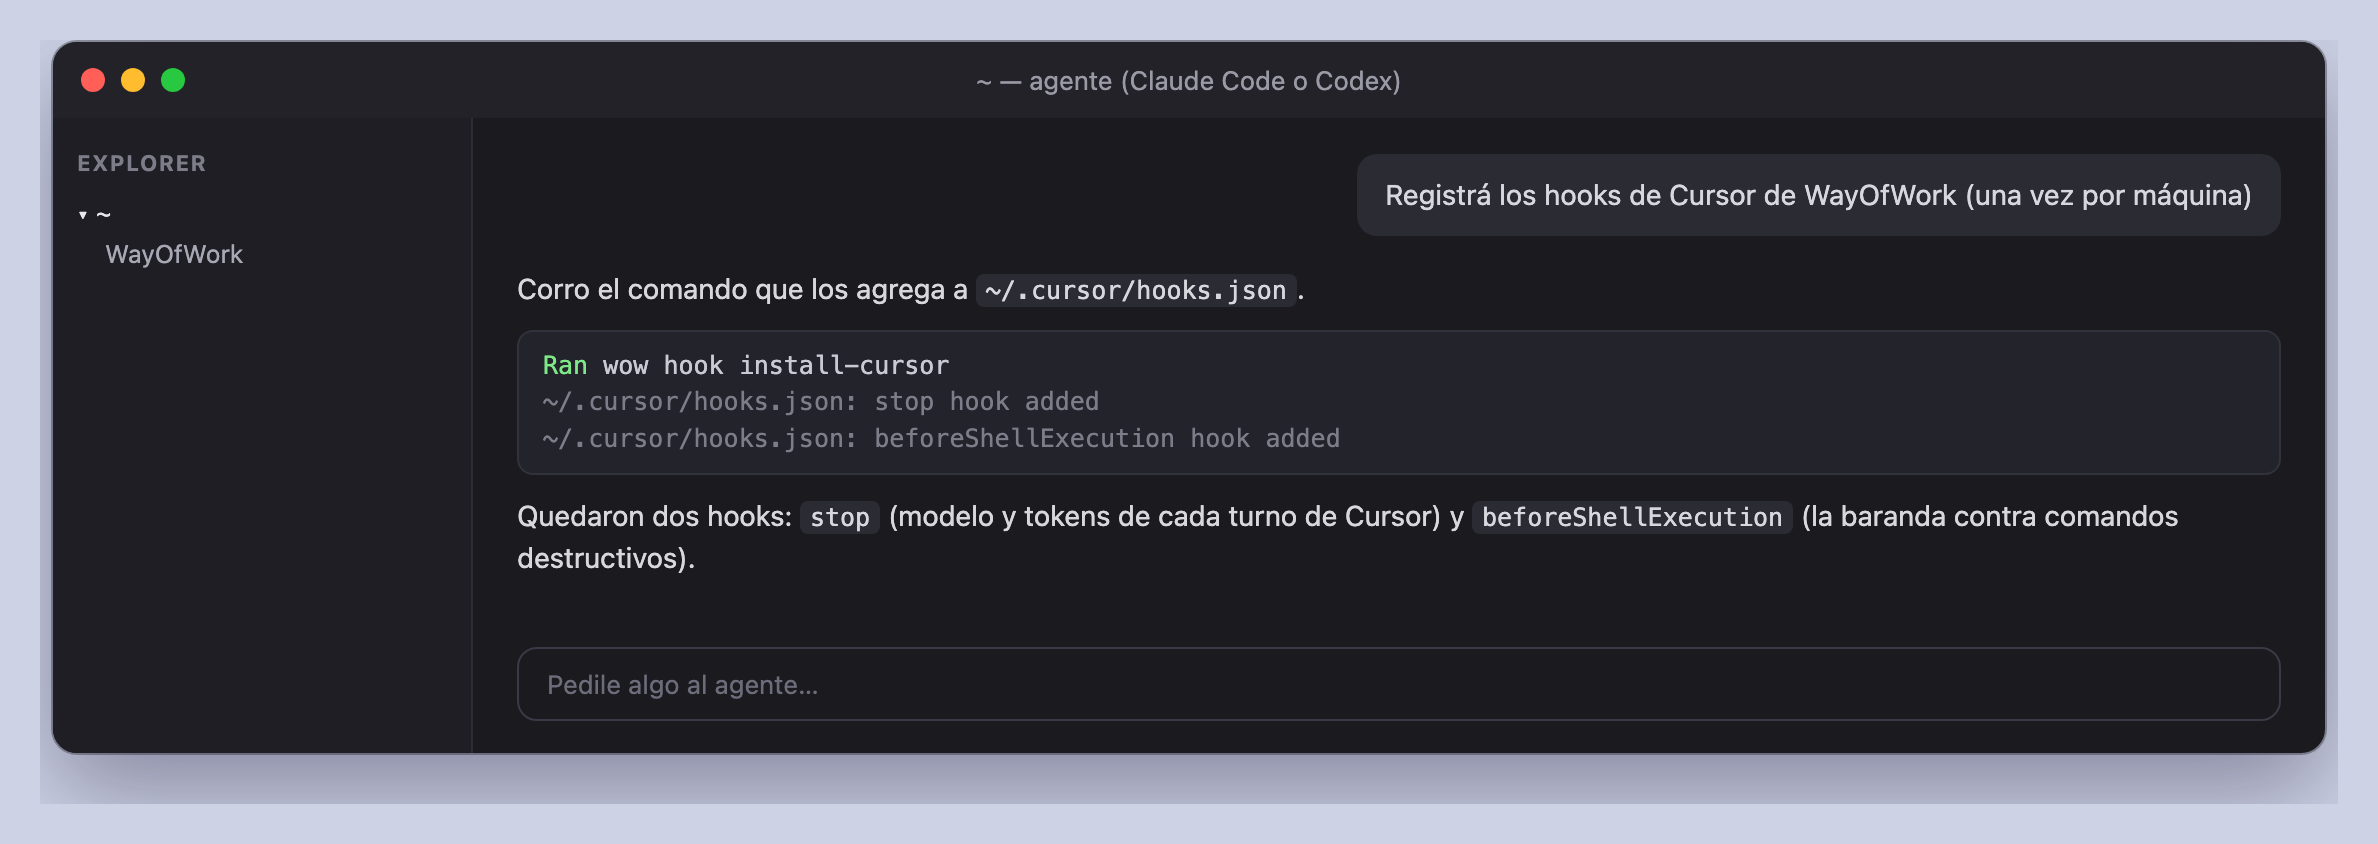 ~ — agente (Claude Code o Codex)
EXPLORER
▾ ~
WayOfWork
Registrá los hooks de Cursor de WayOfWork (una vez por máquina)
Corro el comando que los agrega a ~/.cursor/hooks.json.
Ran wow hook install-cursor
~/.cursor/hooks.json: stop hook added
~/.cursor/hooks.json: beforeShellExecution hook added
Quedaron dos hooks: stop (modelo y tokens de cada turno de Cursor) y beforeShellExecution (la baranda contra comandos
destructivos).
Pedile algo al agente...